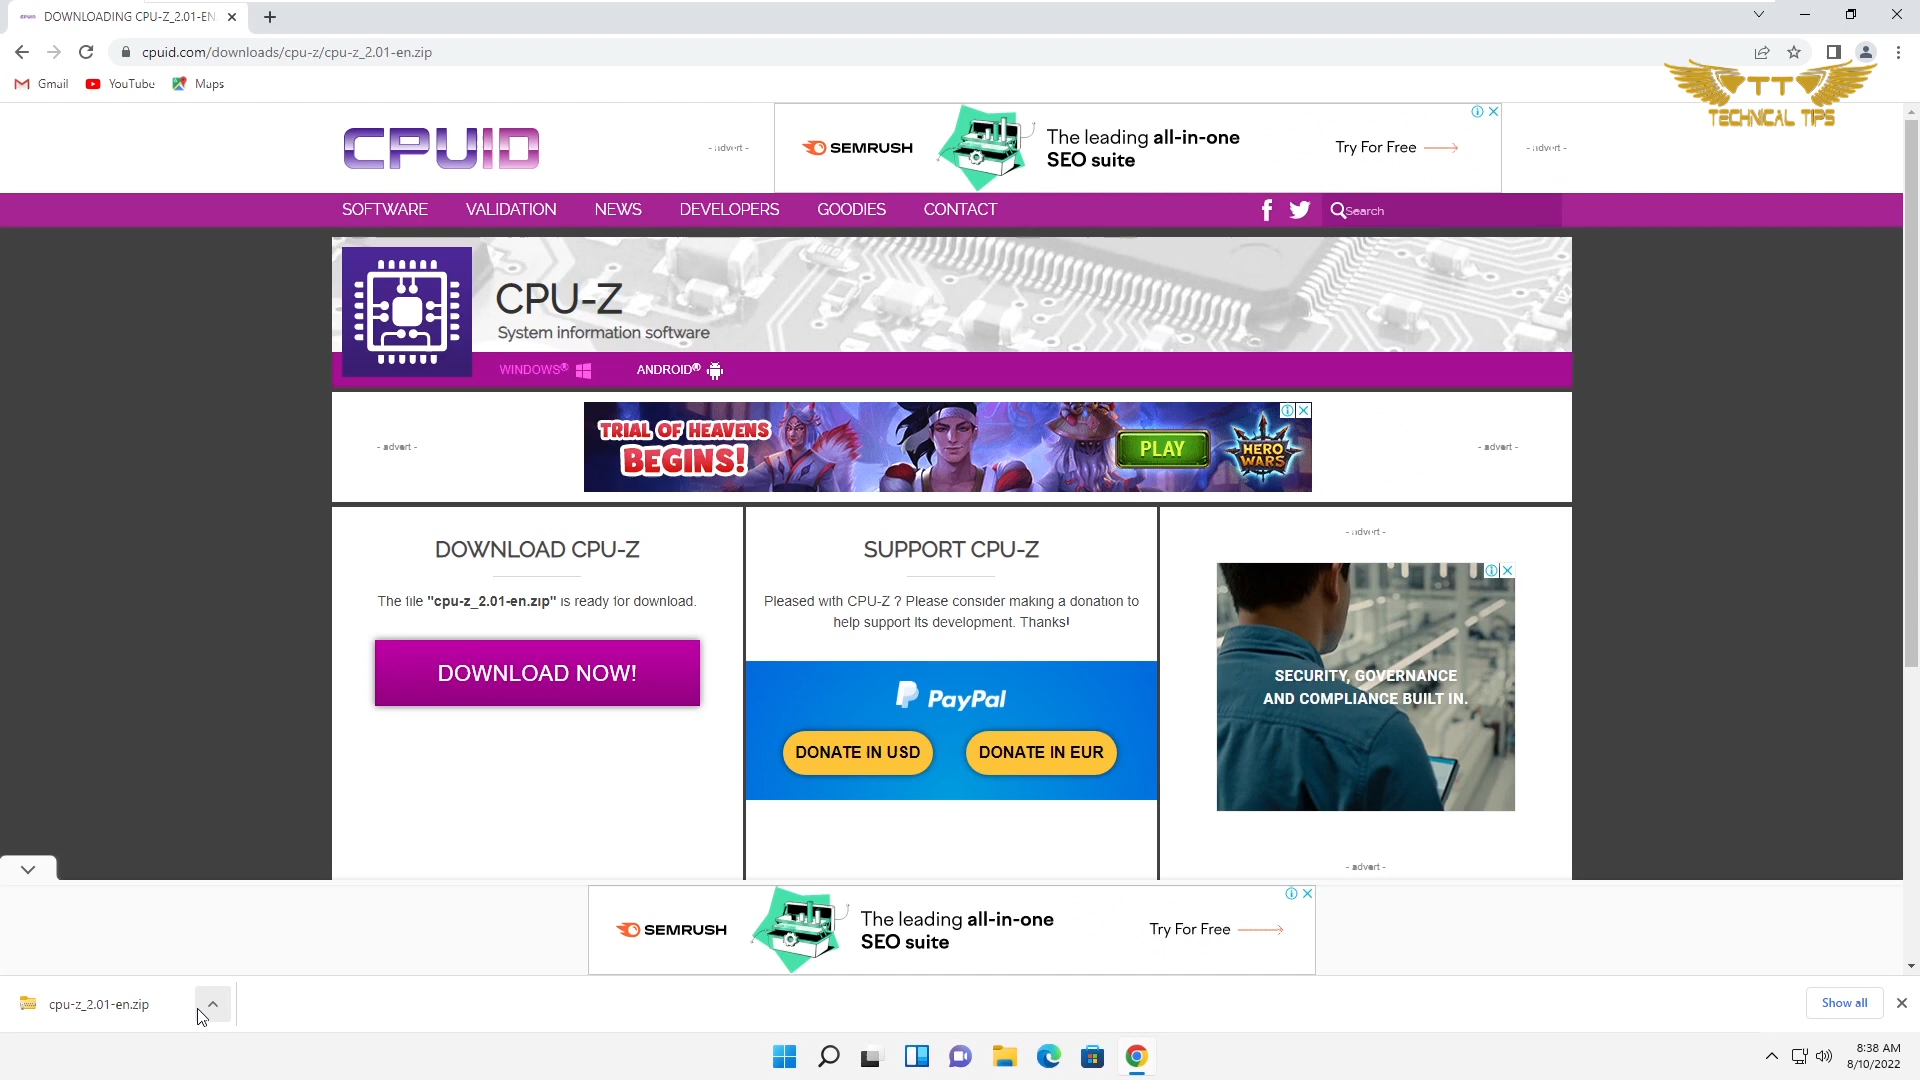 DOWNLOADING CPU-Z_2.01-EN
cpuid.com/downloads/cpu-z/cpu-z_2.01-en.zip
Gmail
YouTube
Maps
TT
TECHNICAL TIPS
CPUID
- advert -
SEMRUSH
The leading all-in-one
SEO suite
Try For Free
- advert -
SOFTWARE
VALIDATION
NEWS
DEVELOPERS
GOODIES
CONTACT
Search
CPU-Z
System information software
WINDOWS®
ANDROID®
- advert -
TRIAL OF HEAVENS
BEGINS!
PLAY
HERO
WARS
- advert -
DOWNLOAD CPU-Z
The file "cpu-z_2.01-en.zip" is ready for download.
DOWNLOAD NOW!
SUPPORT CPU-Z
Pleased with CPU-Z ? Please consider making a donation to
help support its development. Thanks!
PayPal
DONATE IN USD
DONATE IN EUR
- advert -
SECURITY, GOVERNANCE
AND COMPLIANCE BUILT IN.
- advert -
SEMRUSH
The leading all-in-one
SEO suite
Try For Free
cpu-z_2.01-en.zip
Show all
8:38 AM
8/10/2022